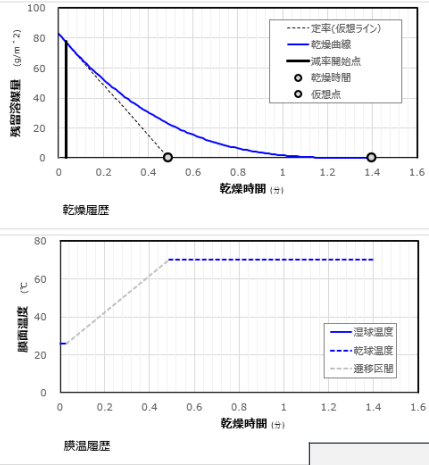 100
80
60
40
20
0
残留溶媒量 (g/m^2)
定率(仮想ライン)
乾燥曲線
減率開始点
乾燥時間
仮想点
0 0.2 0.4 0.6 0.8 1 1.2 1.4 1.6
乾燥時間 (分)
乾燥履歴
80
60
40
20
0
膜面温度 (℃
湿球温度
乾球温度
遷移区間
0 0.2 0.4 0.6 0.8 1 1.2 1.4 1.6
乾燥時間 (分)
膜温履歴